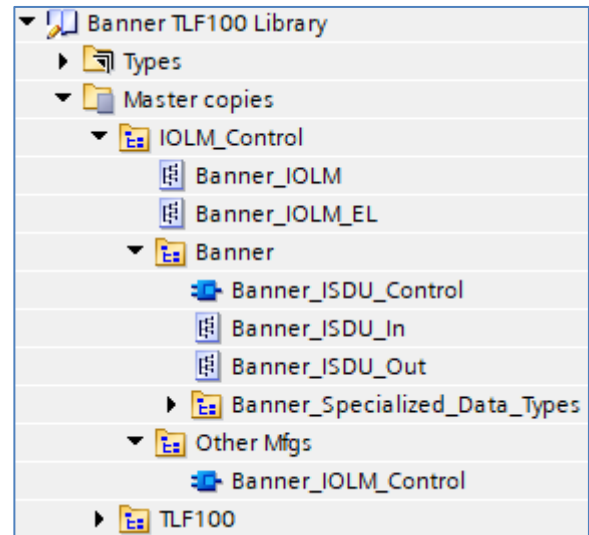 Banner TLF100 Library
Types
Master copies
IOLM_Control
Banner_IOLM
Banner_IOLM_EL
Banner
Banner_ISDU_Control
Banner_ISDU_In
Banner_ISDU_Out
Banner_Specialized_Data_Types
Other Mfgs
Banner_IOLM_Control
TLF100